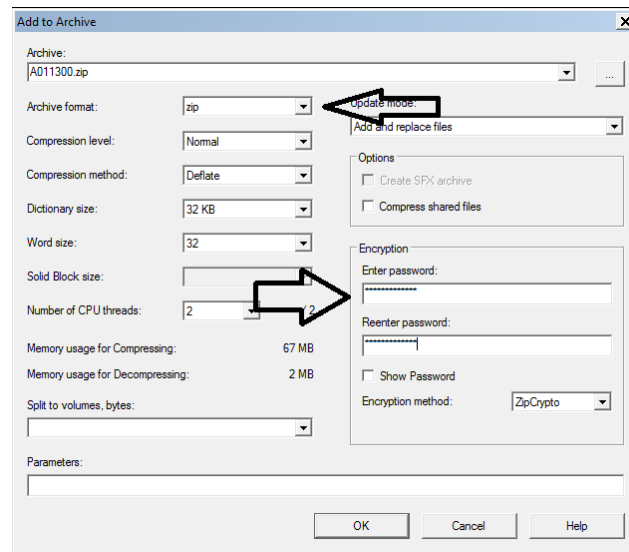 Add to Archive
Archive:
A011300.zip
...
Archive format:
zip
Compression level:
Normal
Compression method:
Deflate
Dictionary size:
32 KB
Word size:
32
Solid Block size:
Number of CPU threads:
2
/ 2
Memory usage for Compressing:
67 MB
Memory usage for Decompressing:
2 MB
Split to volumes, bytes:
Update mode:
Add and replace files
Options
Create SFX archive
Compress shared files
Encryption
Enter password:
*************
Reenter password:
*************
Show Password
Encryption method:
ZipCrypto
Parameters:
OK
Cancel
Help